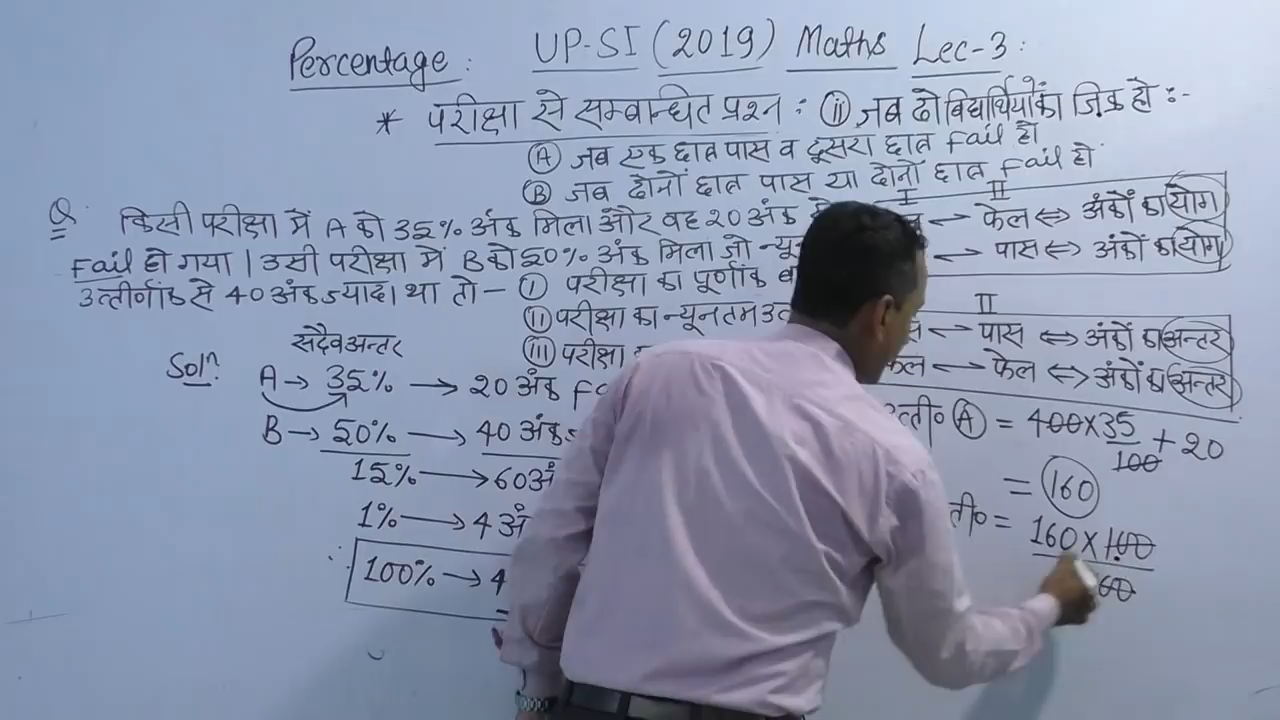 Percentage: UP-SI (2019) Maths Lec-3:
* परीक्षा से सम्बन्धित प्रश्न : (ii) जब दो विद्यार्थियों का जिक्र हो :-
(A) जब एक छात्र पास व दूसरा छात्र fail हो
(B) जब दोनों छात्र पास या दोनों छात्र fail हो
I II
Q किसी परीक्षा में A को 35% अंक मिला और वह 20 अंक से
fail हो गया। उसी परीक्षा में B को 50% अंक मिला जो
उत्तीर्णांक से 40 अंक ज्यादा था तो- (i) परीक्षा का पूर्णांक
(ii) परीक्षा का न्यूनतम
(iii) परीक्षा
फेल ⇔ अंकों का योग
पास ⇔ अंकों का योग
II
पास ⇔ अंकों का अन्तर
फेल ⇔ अंकों का अन्तर
सदैव अन्तर
Solⁿ.
A → 35% → 20 अंक
B → 50% → 40 अंक
15% → 60
1% → 4
∴ 100% → 4
(A) = 400×35/100 + 20
= 160
= 160×100